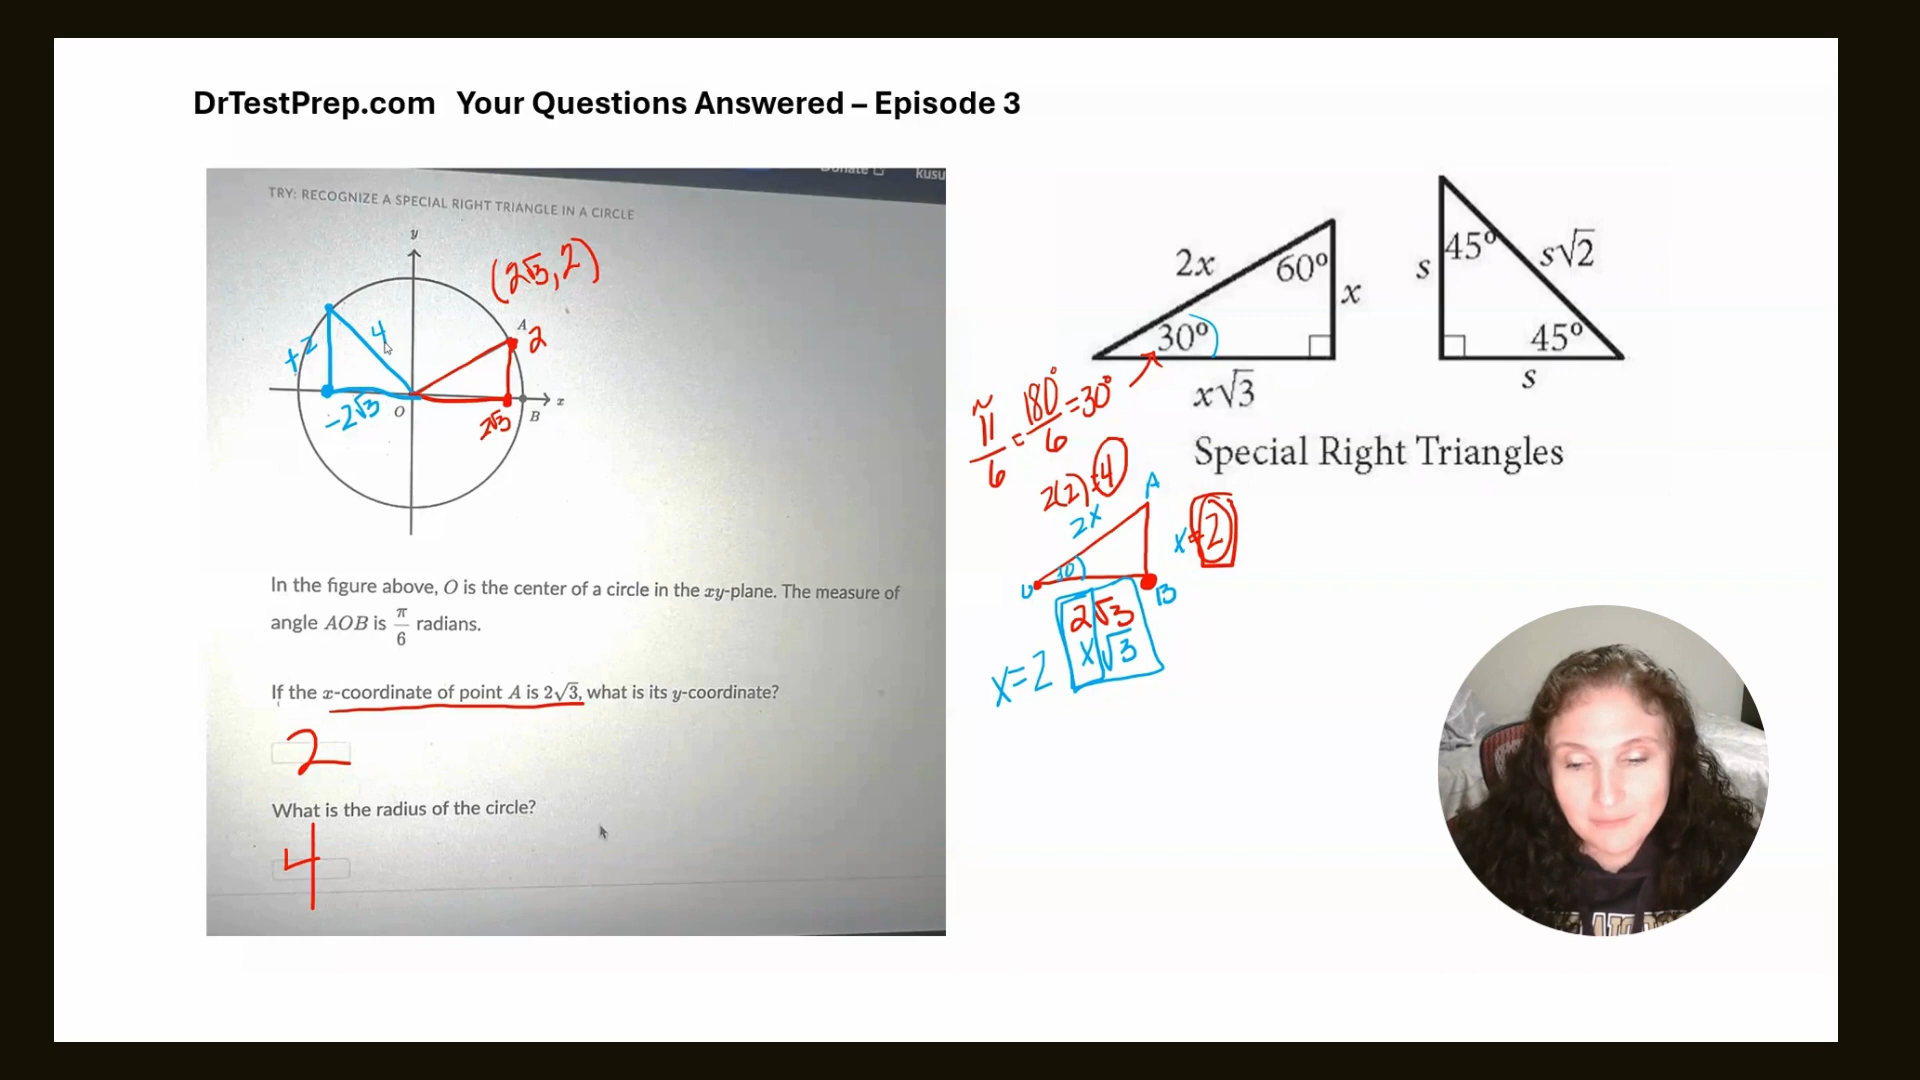 DrTestPrep.com Your Questions Answered – Episode 3
Donate
kusu
TRY: RECOGNIZE A SPECIAL RIGHT TRIANGLE IN A CIRCLE
y
(2√3, 2)
A
2
4
+2
-2√3
O
2√3
B
x
In the figure above, O is the center of a circle in the xy-plane. The measure of
angle AOB is π/6 radians.
If the x-coordinate of point A is 2√3, what is its y-coordinate?
2
What is the radius of the circle?
4
2x
60°
x
30°
x√3
45°
s√2
s
45°
s
Special Right Triangles
π/6 = 180°/6 = 30°
2(2)=4
A
2x
x=2
30
B
2√3
x√3
x=2